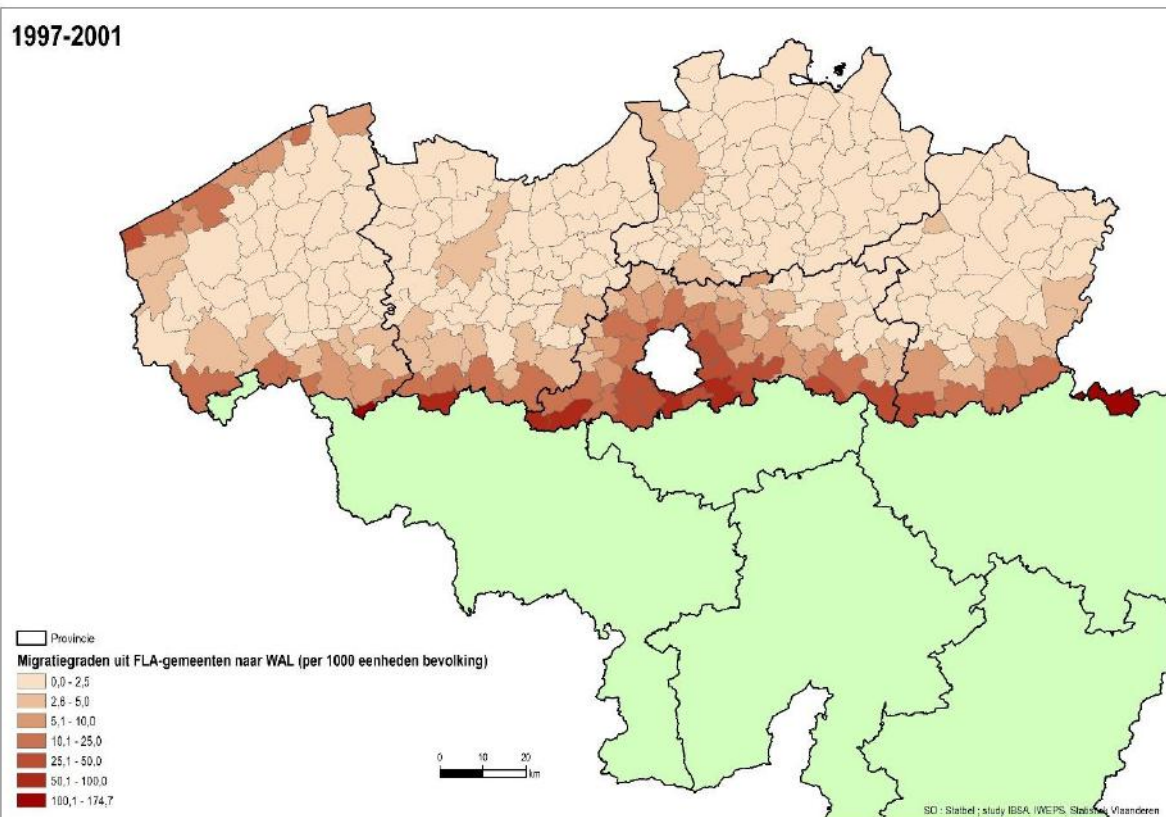 1997-2001
Provincie
Migratiegraden uit FLA-gemeenten naar WAL (per 1000 eenheden bevolking)
0,0 - 2,5
2,6 - 5,0
5,1 - 10,0
10,1 - 25,0
25,1 - 50,0
50,1 - 100,0
100,1 - 174,7
0 10 20
km
SO : Statbel ; study IBSA, IWEPS, Statistiek Vlaanderen